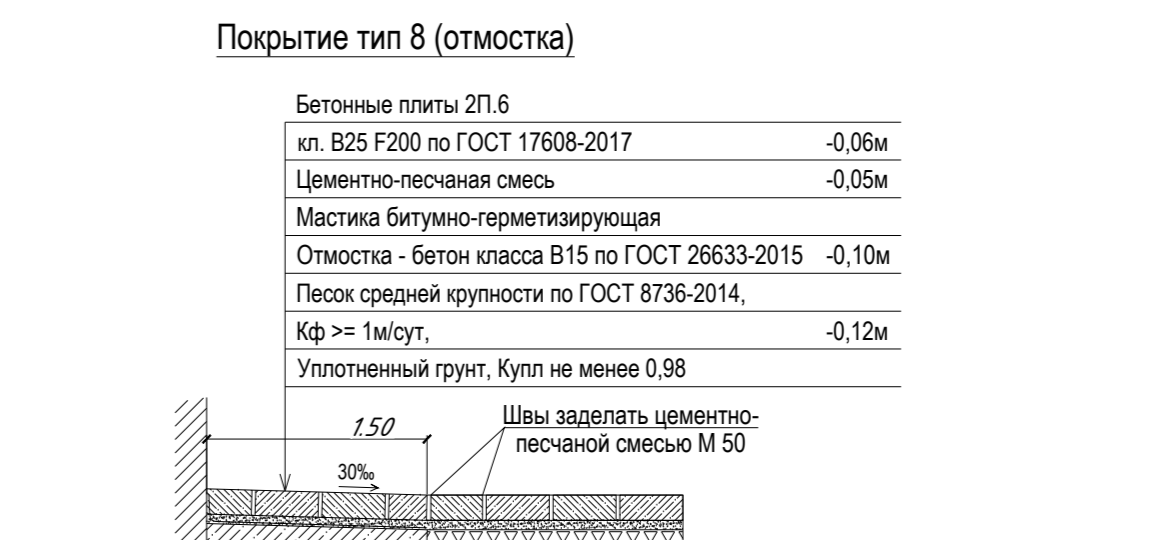 Покрытие тип 8 (отмостка)
Бетонные плиты 2П.6
кл. В25 F200 по ГОСТ 17608-2017 -0,06м
Цементно-песчаная смесь -0,05м
Мастика битумно-герметизирующая
Отмостка - бетон класса В15 по ГОСТ 26633-2015 -0,10м
Песок средней крупности по ГОСТ 8736-2014,
Кф >= 1м/сут, -0,12м
Уплотненный грунт, Купл не менее 0,98
Швы заделать цементно-
песчаной смесью М 50
1.50
30‰